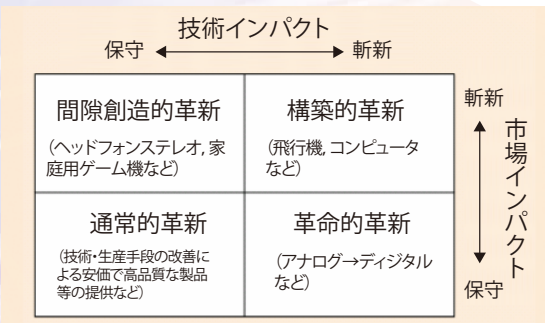 技術インパクト
保守 斬新
間隙創造的革新
(ヘッドフォンステレオ, 家
庭用ゲーム機など)
構築的革新
(飛行機, コンピュータ
など)
通常的革新
(技術・生産手段の改善に
よる安価で高品質な製品
等の提供など)
革命的革新
(アナログ→ディジタル
など)
斬新
市場インパクト
保守